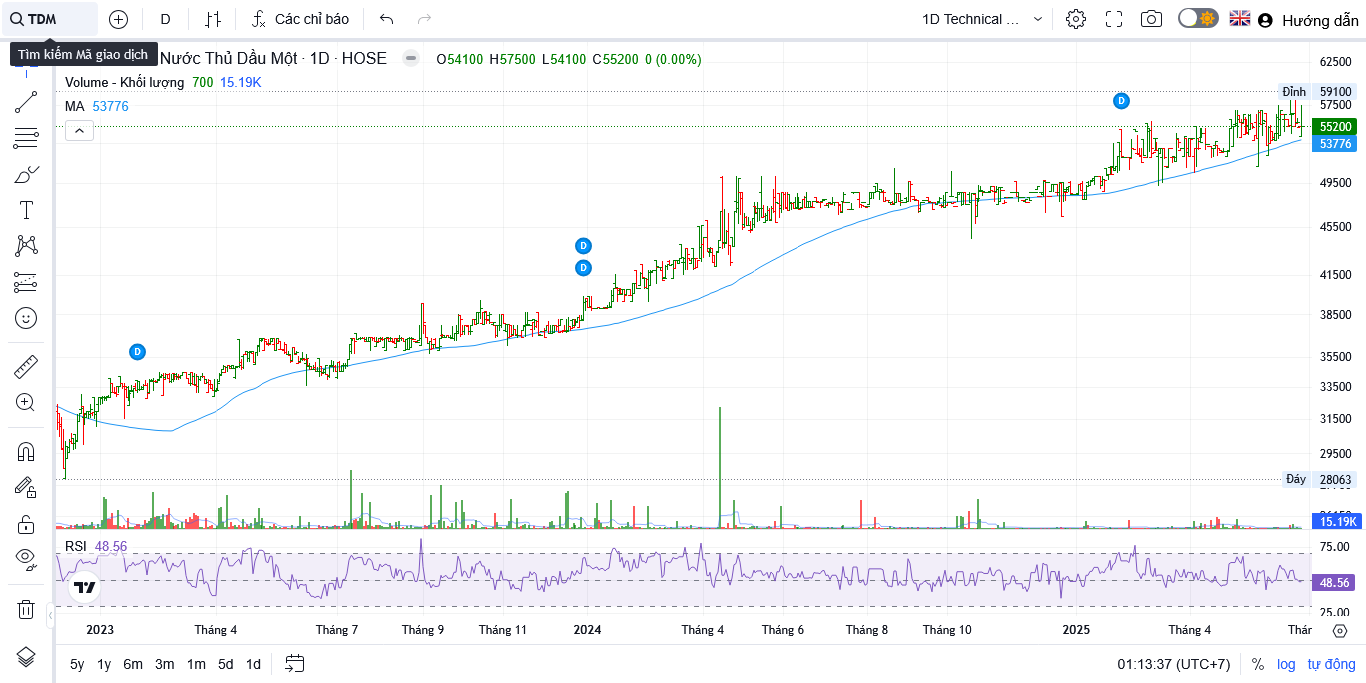 TDM
D
Các chỉ báo
1D Technical ...
Hướng dẫn
Tìm kiếm Mã giao dịch
Nước Thủ Dầu Một · 1D · HOSE
O54100 H57500 L54100 C55200 0 (0.00%)
Volume - Khối lượng 700 15.19K
MA 53776
D
D
D
D
62500
Đỉnh 59100
57500
55200
53776
49500
45500
41500
38500
35500
33500
31500
29500
Đáy 28063
15.19K
RSI 48.56
75.00
48.56
25.00
2023 Tháng 4 Tháng 7 Tháng 9 Tháng 11 2024 Tháng 4 Tháng 6 Tháng 8 Tháng 10 2025 Tháng 4 Thár
5y 1y 6m 3m 1m 5d 1d
01:13:37 (UTC+7) % log tự động